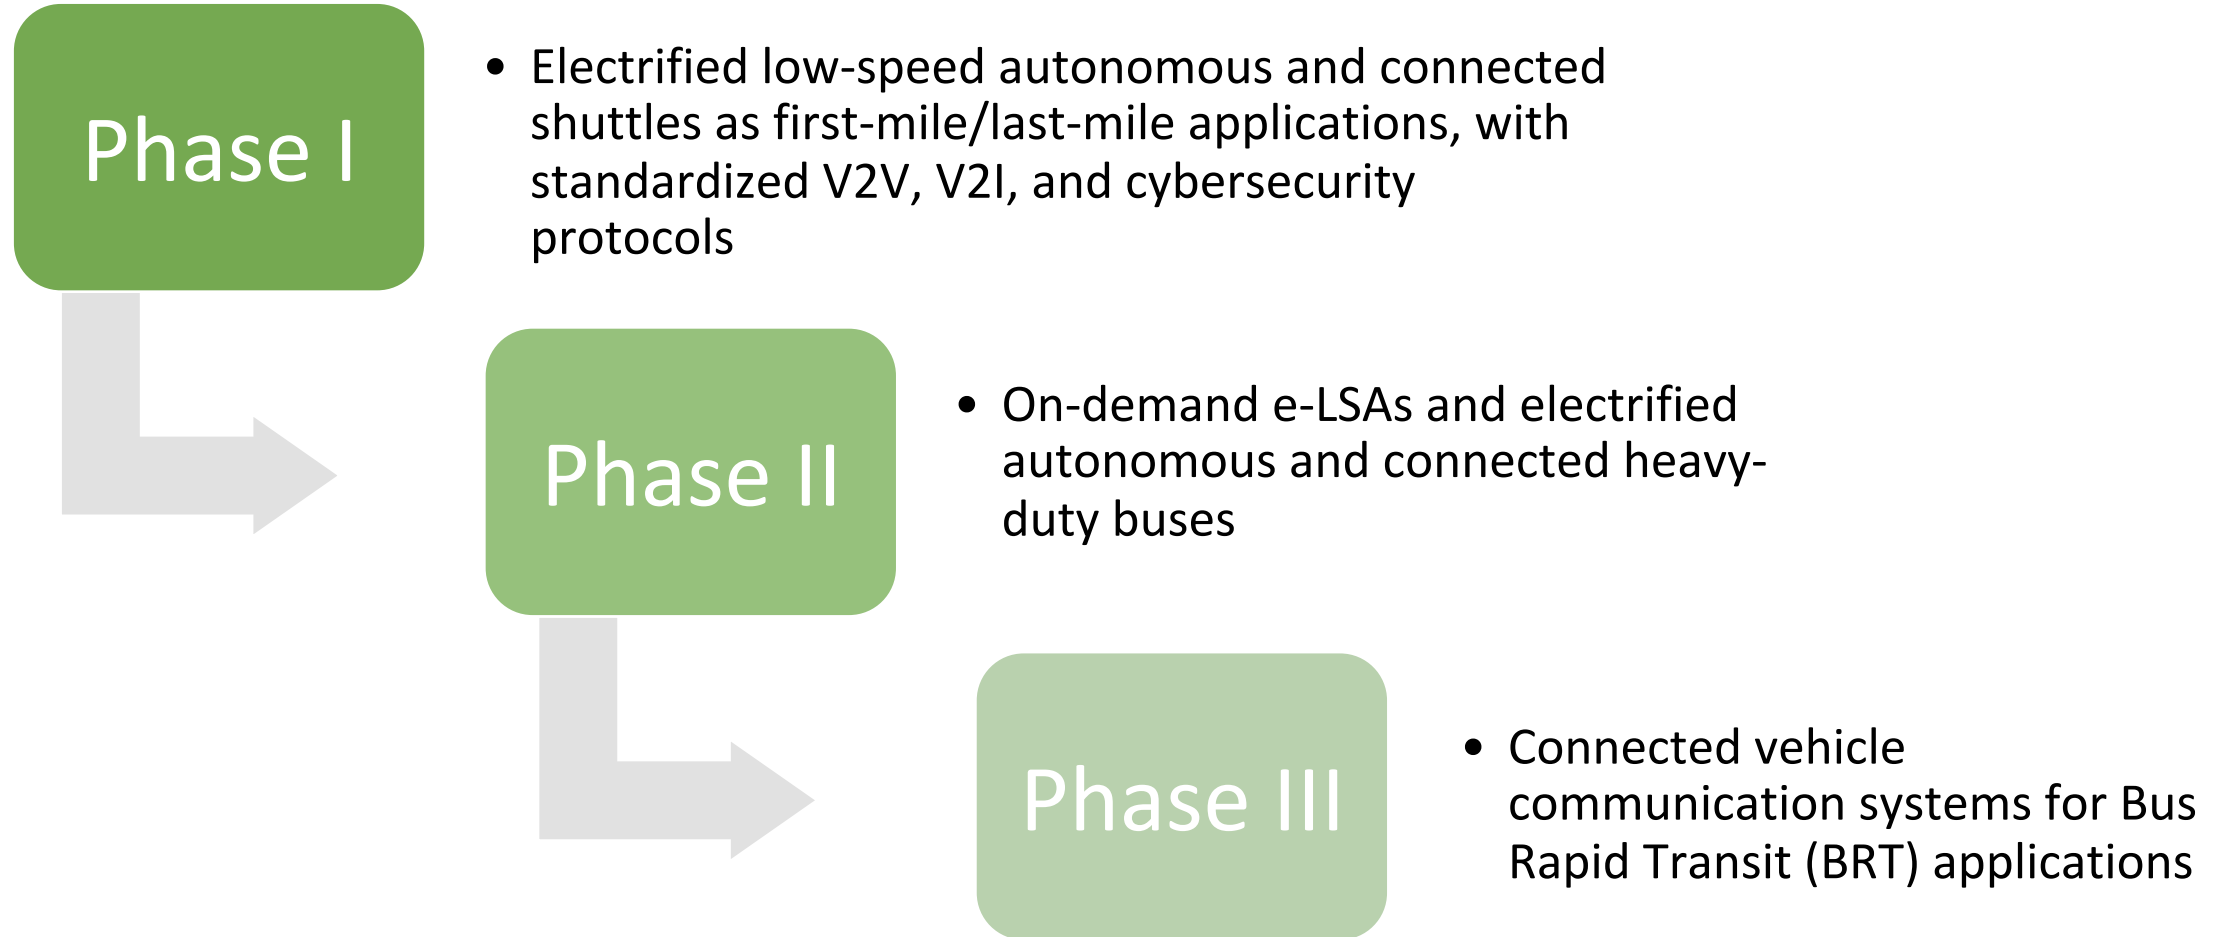 Phase I
• Electrified low-speed autonomous and connected
shuttles as first-mile/last-mile applications, with
standardized V2V, V2I, and cybersecurity
protocols
Phase II
• On-demand e-LSAs and electrified
autonomous and connected heavy-
duty buses
Phase III
• Connected vehicle
communication systems for Bus
Rapid Transit (BRT) applications